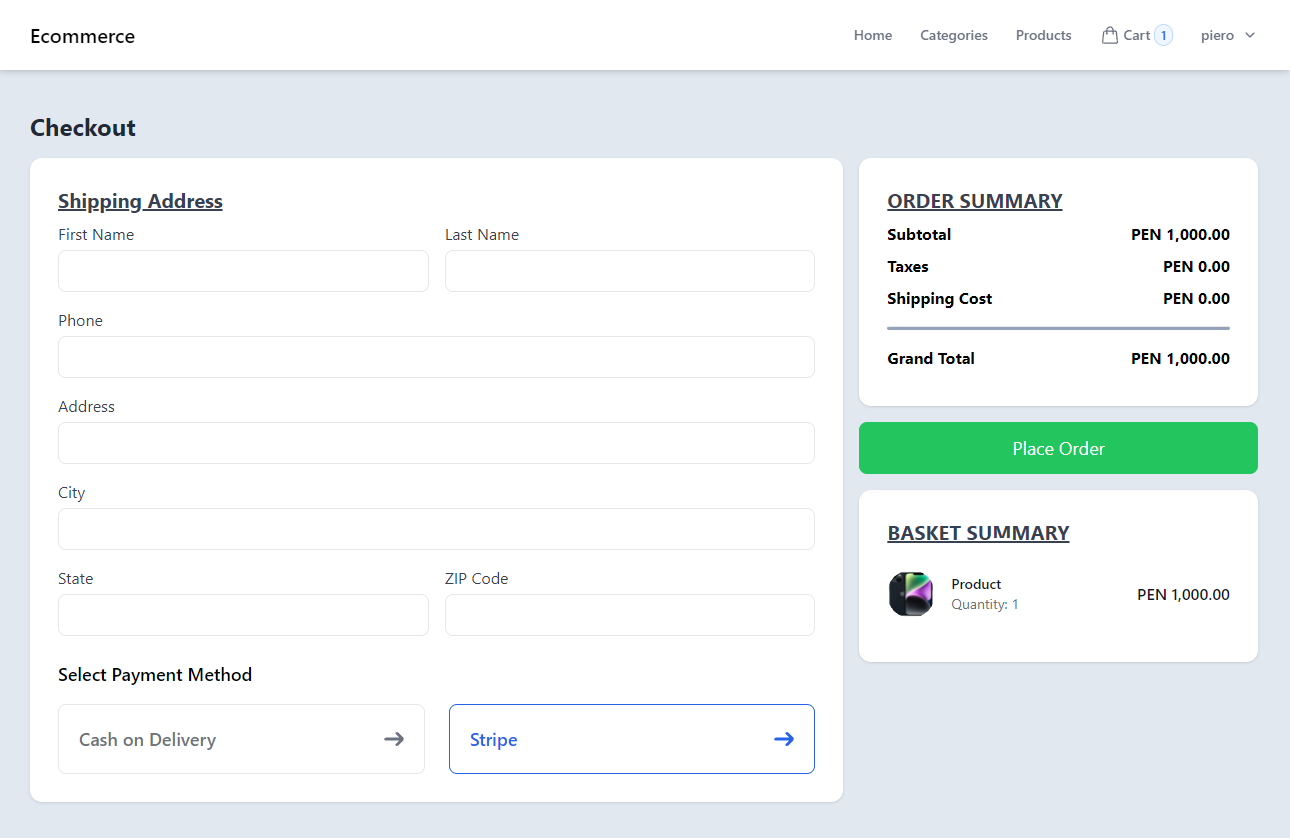 Ecommerce
Home
Categories
Products
Cart 1
piero
Checkout
Shipping Address
First Name
Last Name
Phone
Address
City
State
ZIP Code
Select Payment Method
Cash on Delivery
Stripe
ORDER SUMMARY
Subtotal PEN 1,000.00
Taxes PEN 0.00
Shipping Cost PEN 0.00
Grand Total PEN 1,000.00
Place Order
BASKET SUMMARY
Product
Quantity: 1
PEN 1,000.00